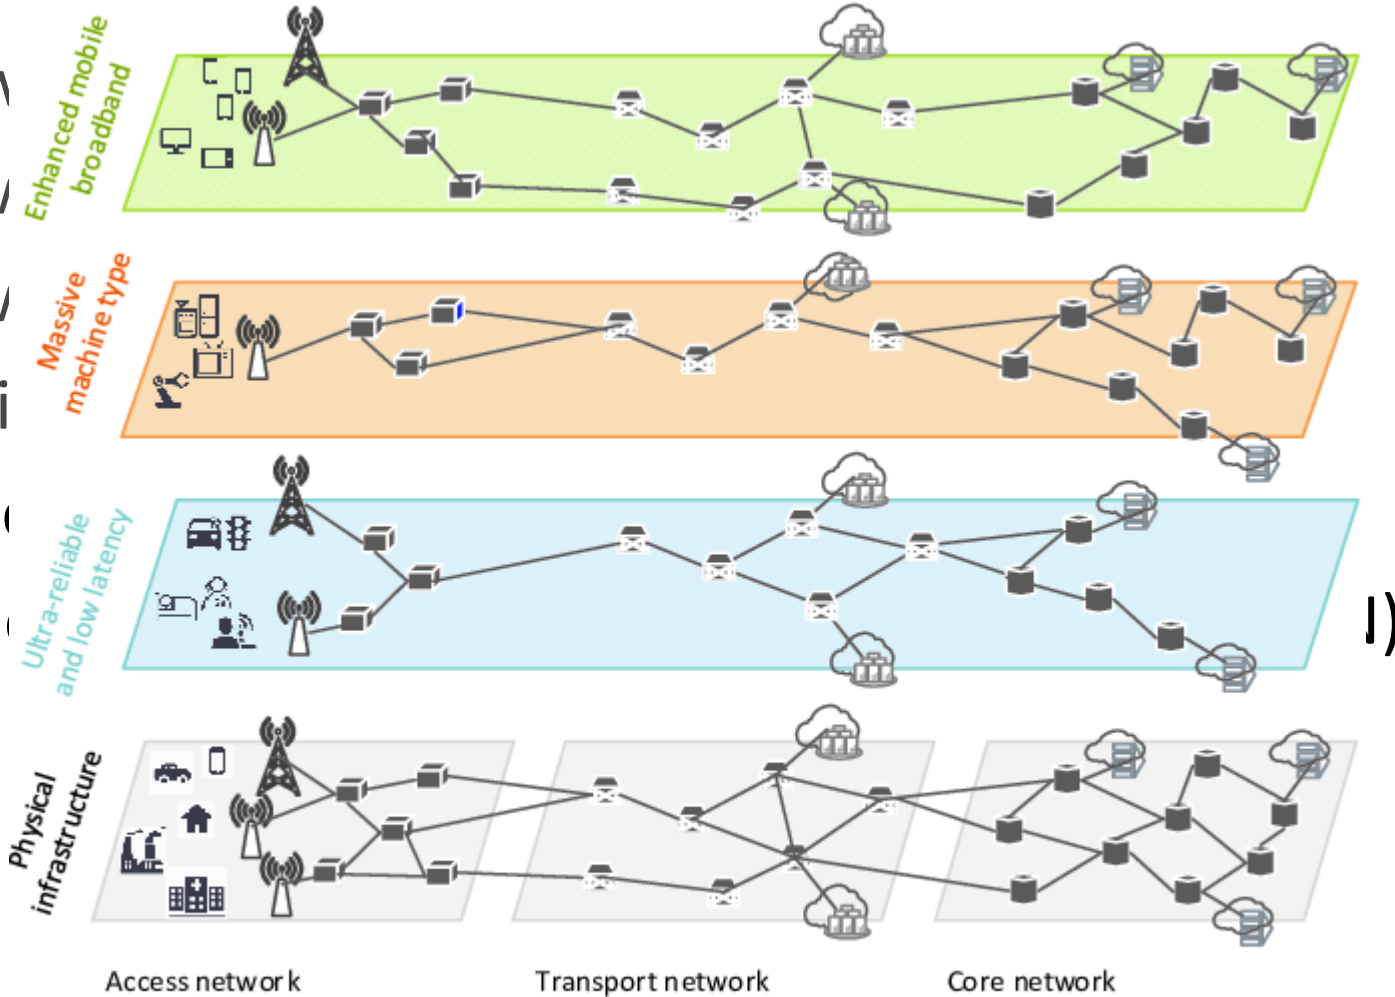 Enhanced mobile
broadband
Massive
machine type
Ultra-reliable
and low latency
Physical
infrastructure
Access network
Transport network
Core network